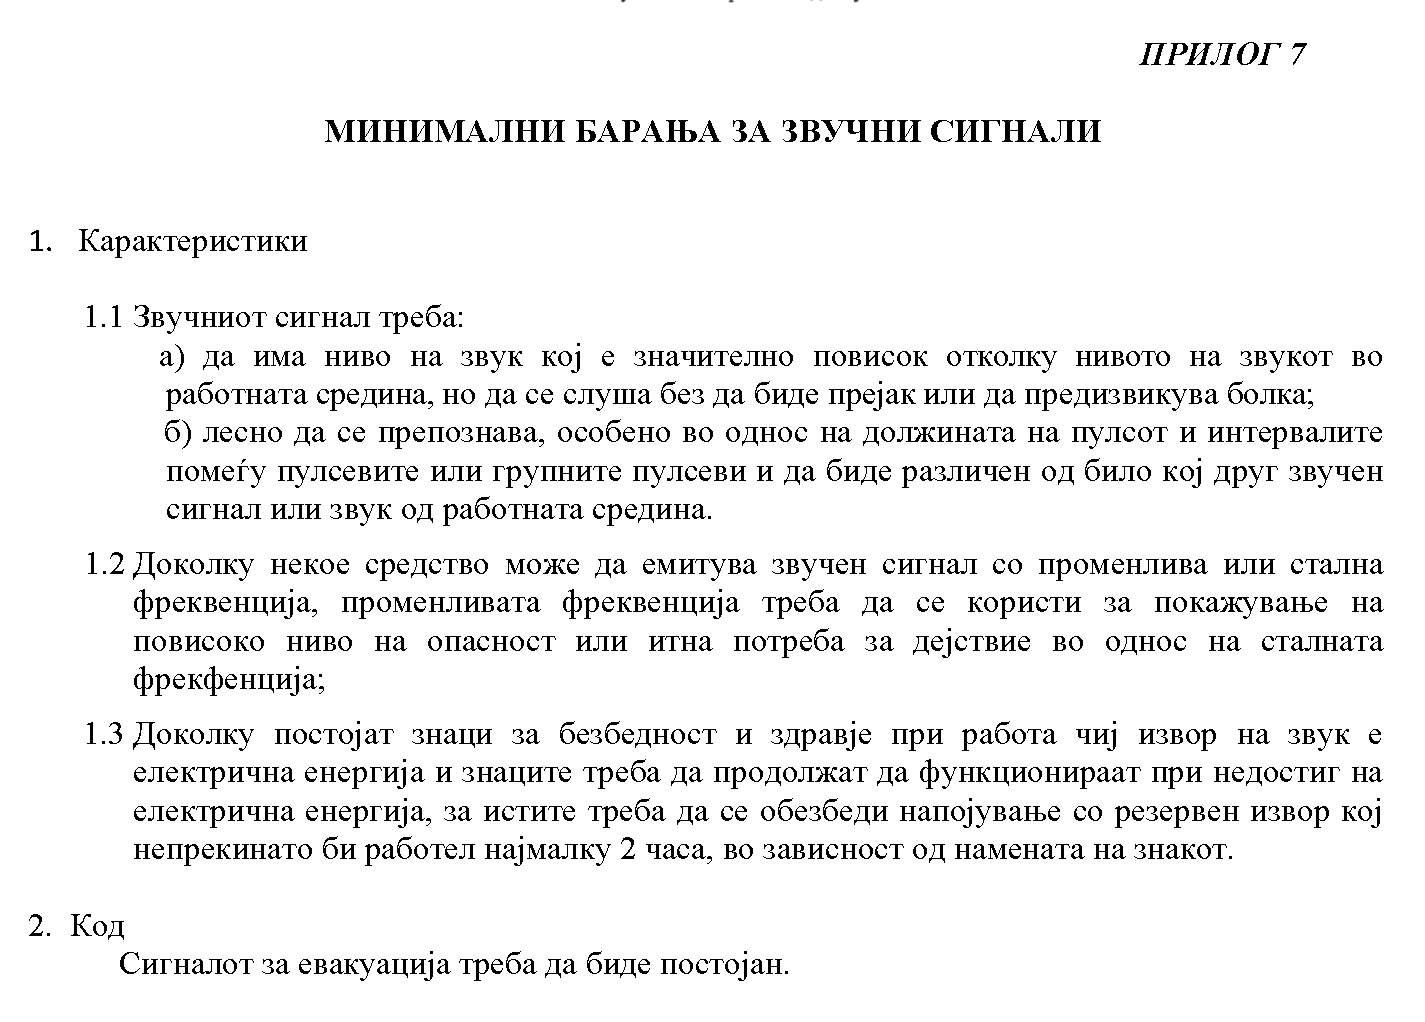 ПРИЛОГ 7
МИНИМАЛНИ БАРАЊА ЗА ЗВУЧНИ СИГНАЛИ
1. Карактеристики
1.1 Звучниот сигнал треба:
а) да има ниво на звук кој е значително повисок отколку нивото на звукот во
работната средина, но да се слуша без да биде прејак или да предизвикува болка;
б) лесно да се препознава, особено во однос на должината на пулсот и интервалите
помеѓу пулсевите или групните пулсеви и да биде различен од било кој друг звучен
сигнал или звук од работната средина.
1.2 Доколку некое средство може да емитува звучен сигнал со променлива или стална
фреквенција, променливата фреквенција треба да се користи за покажување на
повисоко ниво на опасност или итна потреба за дејствие во однос на сталната
фрекфенција;
1.3 Доколку постојат знаци за безбедност и здравје при работа чиј извор на звук е
електрична енергија и знаците треба да продолжат да функционираат при недостиг на
електрична енергија, за истите треба да се обезбеди напојување со резервен извор кој
непрекинато би работел најмалку 2 часа, во зависност од намената на знакот.
2. Код
Сигналот за евакуација треба да биде постојан.